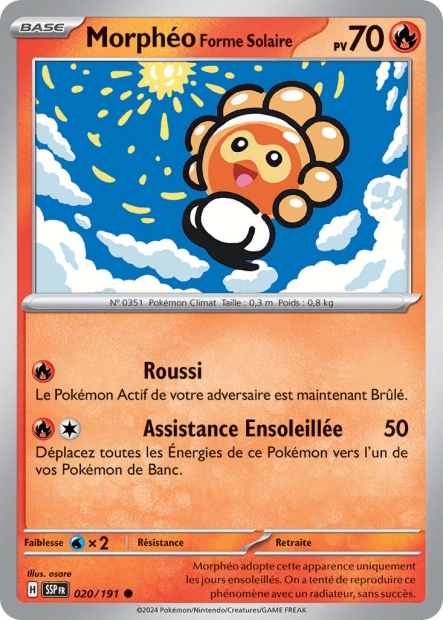 BASE Morphéo Forme Solaire PV 70
N° 0351 Pokémon Climat Taille : 0,3 m Poids : 0,8 kg
Roussi
Le Pokémon Actif de votre adversaire est maintenant Brûlé.
Assistance Ensoleillée 50
Déplacez toutes les Énergies de ce Pokémon vers l'un de
vos Pokémon de Banc.
Faiblesse ×2 Résistance Retraite
Illus. osare
Morphéo adopte cette apparence uniquement
les jours ensoleillés. On a tenté de reproduire ce
phénomène avec un radiateur, sans succès.
H SSP FR 020/191
©2024 Pokémon/Nintendo/Creatures/GAME FREAK